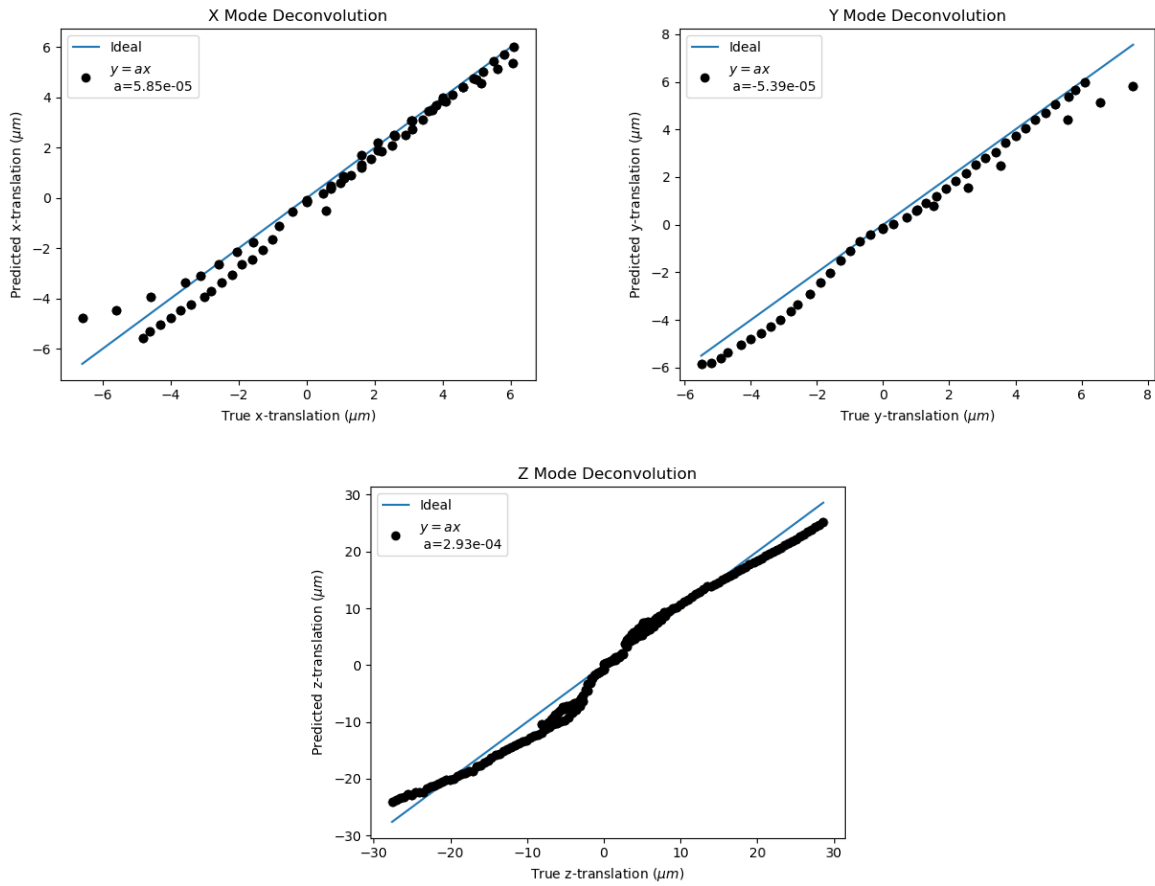 X Mode Deconvolution
Ideal
y = ax
a=5.85e-05
Predicted x-translation (μm)
6
4
2
0
−2
−4
−6
−6 −4 −2 0 2 4 6
True x-translation (μm)
Y Mode Deconvolution
Ideal
y = ax
a=-5.39e-05
Predicted y-translation (μm)
8
6
4
2
0
−2
−4
−6
−6 −4 −2 0 2 4 6 8
True y-translation (μm)
Z Mode Deconvolution
Ideal
y = ax
a=2.93e-04
Predicted z-translation (μm)
30
20
10
0
−10
−20
−30
−30 −20 −10 0 10 20 30
True z-translation (μm)